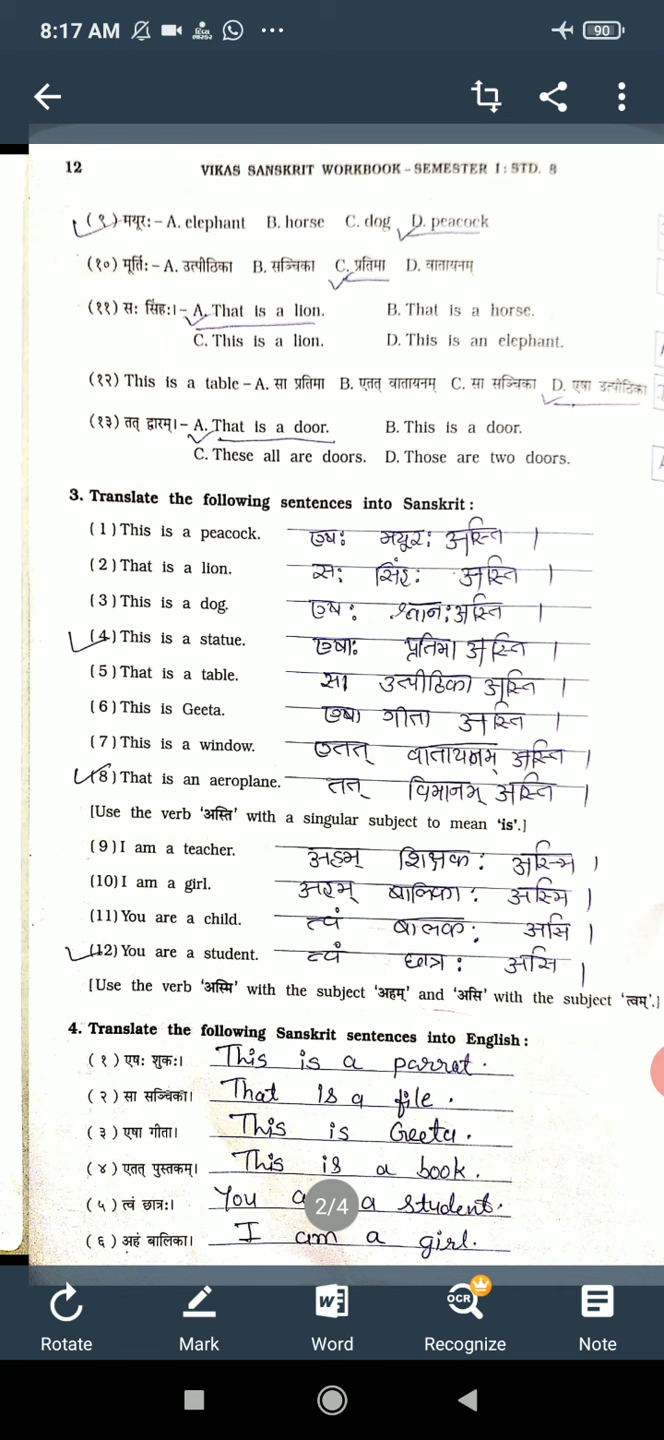 8:17 AM ... 90
12 VIKAS SANSKRIT WORKBOOK - SEMESTER I : STD. 8
(९) मयूरः - A. elephant B. horse C. dog D. peacock
(१०) मूर्तिः - A. उत्पीठिका B. सञ्चिका C. प्रतिमा D. वातायनम्
(११) सः सिंहः। - A. That is a lion. B. That is a horse.
C. This is a lion. D. This is an elephant.
(१२) This is a table - A. सा प्रतिमा B. एतत् वातायनम् C. सा सञ्चिका D. एषा उत्पीठिका
(१३) तत् द्वारम्। - A. That is a door. B. This is a door.
C. These all are doors. D. Those are two doors.
3. Translate the following sentences into Sanskrit :
(1) This is a peacock. एषः मयूरः अस्ति ।
(2) That is a lion. सः सिंहः अस्ति ।
(3) This is a dog. एषः श्वानः अस्ति ।
(4) This is a statue. एषाः प्रतिमा अस्ति ।
(5) That is a table. सा उत्पीठिका अस्ति ।
(6) This is Geeta. एषा गीता अस्ति ।
(7) This is a window. एतत् वातायनम् अस्ति ।
(8) That is an aeroplane. तत् विमानम् अस्ति ।
[Use the verb 'अस्ति' with a singular subject to mean 'is'.]
(9) I am a teacher. अहम् शिक्षकः अस्मि ।
(10) I am a girl. अहम् बालिकाः अस्मि ।
(11) You are a child. त्वं बालकः असि ।
(12) You are a student. त्वं छात्रः असि ।
[Use the verb 'अस्मि' with the subject 'अहम्' and 'असि' with the subject 'त्वम्'.]
4. Translate the following Sanskrit sentences into English :
(१) एषः शुकः। This is a parrot.
(२) सा सञ्चिका। That is a file.
(३) एषा गीता। This is Geeta.
(४) एतत् पुस्तकम्। This is a book.
(५) त्वं छात्रः। You a 2/4 a student.
(६) अहं बालिका। I am a girl.
OCR
Rotate Mark Word Recognize Note